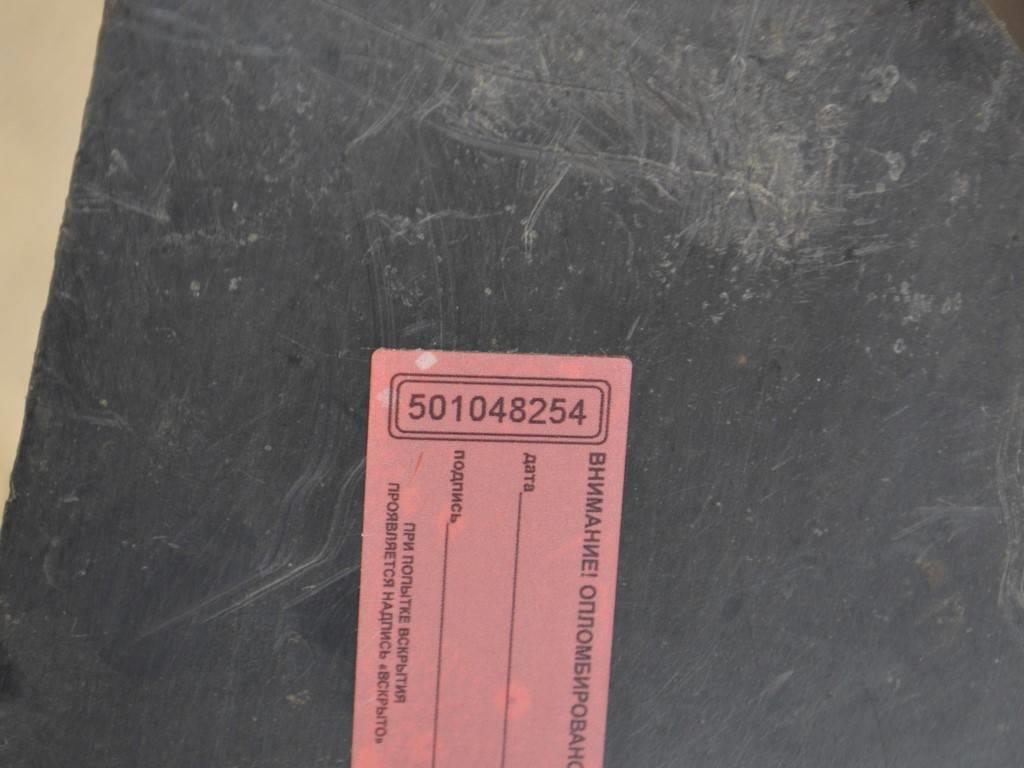 501048254
ВНИМАНИЕ! ОПЛОМБИРОВАНО
дата
подпись
ПРИ ПОПЫТКЕ ВСКРЫТИЯ
ПРОЯВЛЯЕТСЯ НАДПИСЬ «ВСКРЫТО»